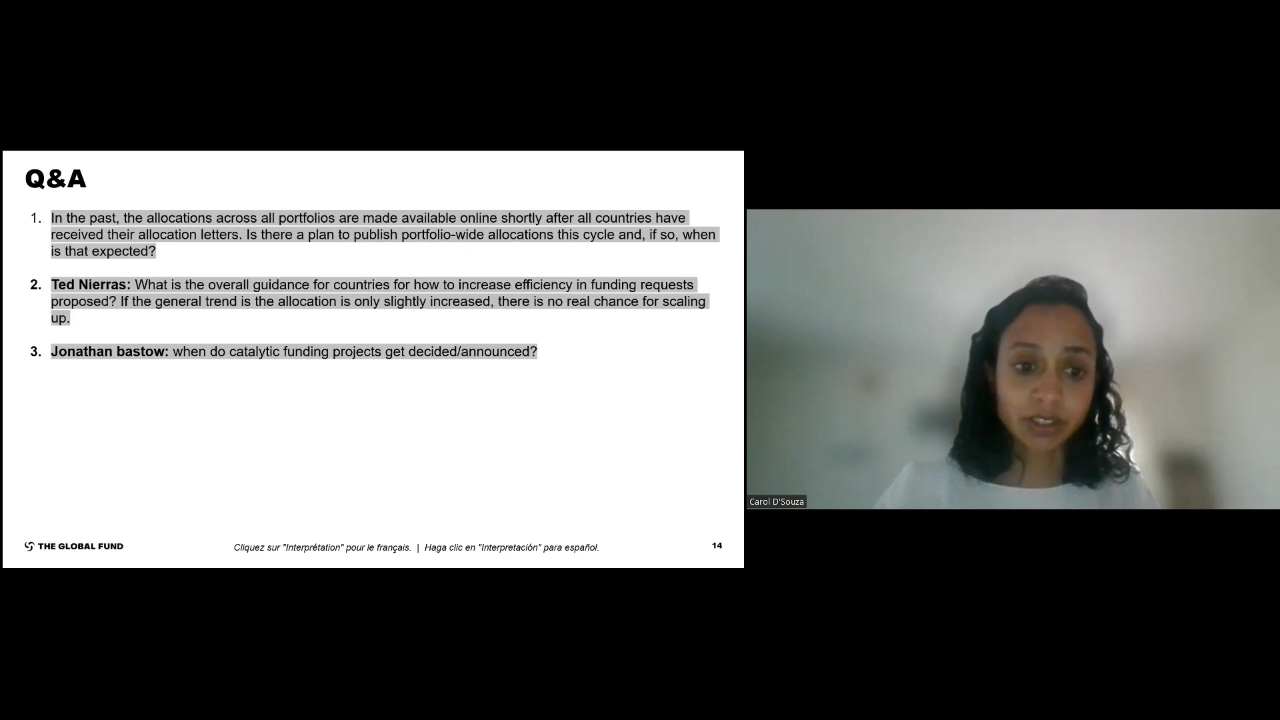 Q&A
1. In the past, the allocations across all portfolios are made available online shortly after all countries have
received their allocation letters. Is there a plan to publish portfolio-wide allocations this cycle and, if so, when
is that expected?
2. Ted Nierras: What is the overall guidance for countries for how to increase efficiency in funding requests
proposed? If the general trend is the allocation is only slightly increased, there is no real chance for scaling
up.
3. Jonathan bastow: when do catalytic funding projects get decided/announced?
THE GLOBAL FUND
Cliquez sur "Interprétation" pour le français. | Haga clic en "Interpretación" para español.
14
Carol D'Souza